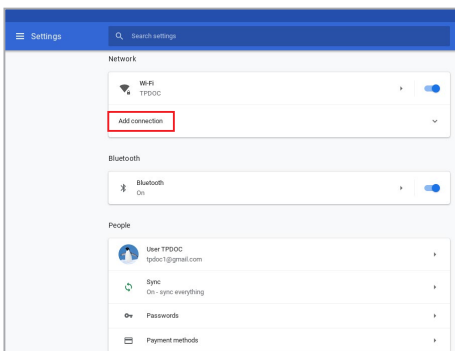 Settings
Search settings
Network
Wi-Fi
TPDOC
Add connection
Bluetooth
Bluetooth
On
People
User TPDOC
tpdoc1@gmail.com
Sync
On - sync everything
Passwords
Payment methods